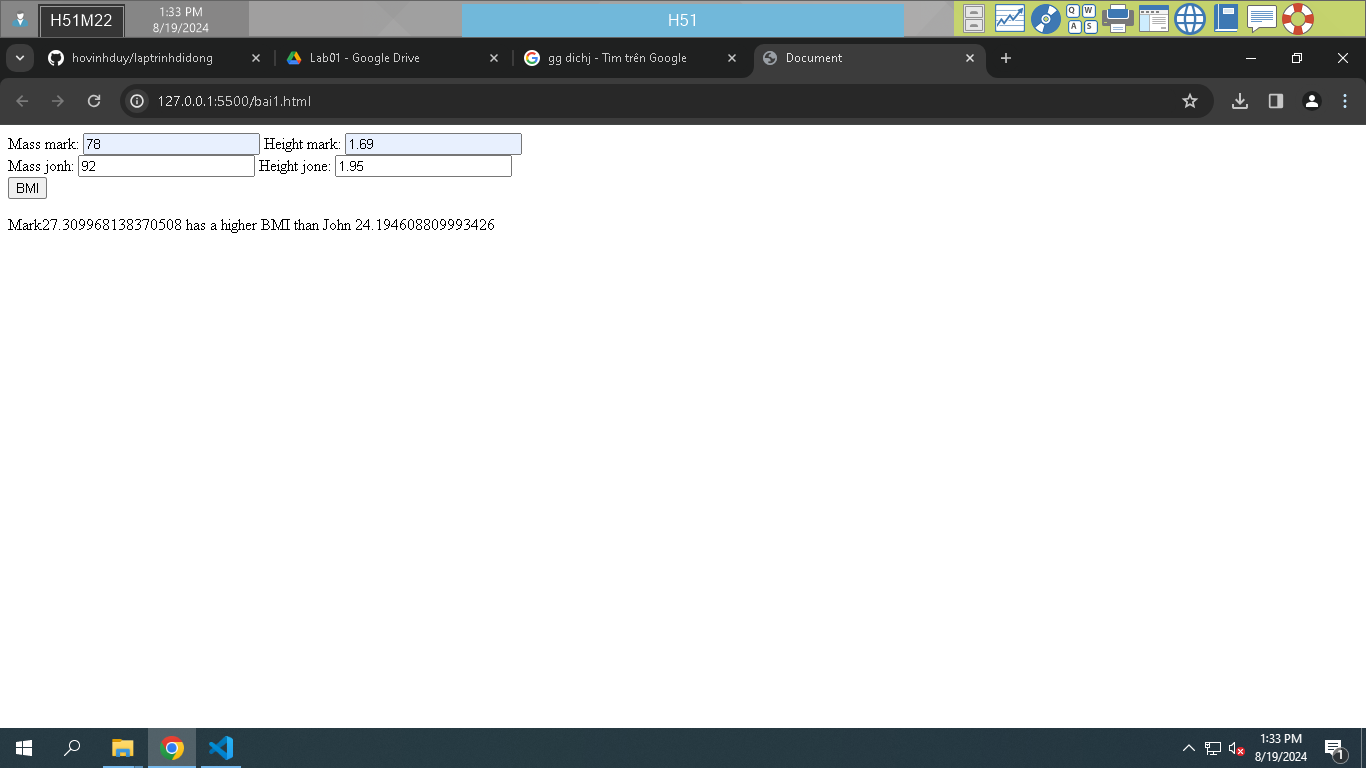 H51M22
1:33 PM
8/19/2024
H51
Q W
A S
hovinhduy/laptrinhdidong
Lab01 - Google Drive
gg dichj - Tìm trên Google
Document
127.0.0.1:5500/bai1.html
Mass mark: 78 Height mark: 1.69
Mass jonh: 92 Height jone: 1.95
BMI
Mark27.309968138370508 has a higher BMI than John 24.194608809993426
1:33 PM
8/19/2024
1